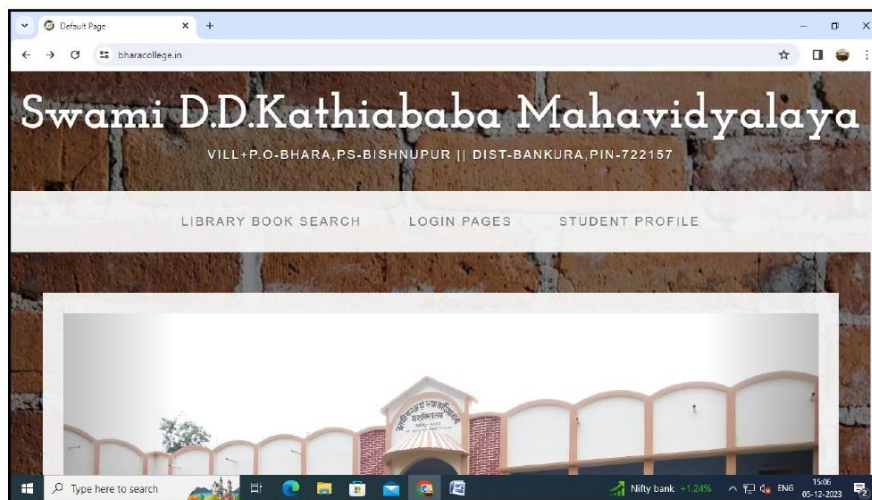 Default Page
bharacollege.in
Swami D.D.Kathiababa Mahavidyalaya
VILL+P.O-BHARA,PS-BISHNUPUR || DIST-BANKURA,PIN-722157
LIBRARY BOOK SEARCH LOGIN PAGES STUDENT PROFILE
Type here to search
Nifty bank +1.24%
ENG
15:06
05-12-2023